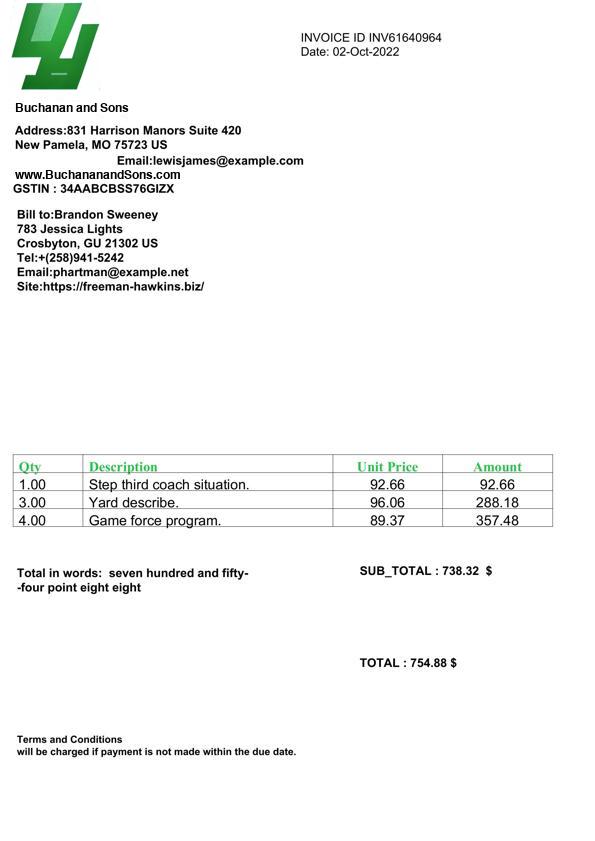 INVOICE ID INV61640964
Date: 02-Oct-2022
Buchanan and Sons
Address:831 Harrison Manors Suite 420
New Pamela, MO 75723 US
Email:lewisjames@example.com
www.BuchananandSons.com
GSTIN : 34AABCBSS76GIZX
Bill to:Brandon Sweeney
783 Jessica Lights
Crosbyton, GU 21302 US
Tel:+(258)941-5242
Email:phartman@example.net
Site:https://freeman-hawkins.biz/
Qty Description Unit Price Amount
1.00 Step third coach situation. 92.66 92.66
3.00 Yard describe. 96.06 288.18
4.00 Game force program. 89.37 357.48
Total in words: seven hundred and fifty-
-four point eight eight
SUB_TOTAL : 738.32 $
TOTAL : 754.88 $
Terms and Conditions
will be charged if payment is not made within the due date.